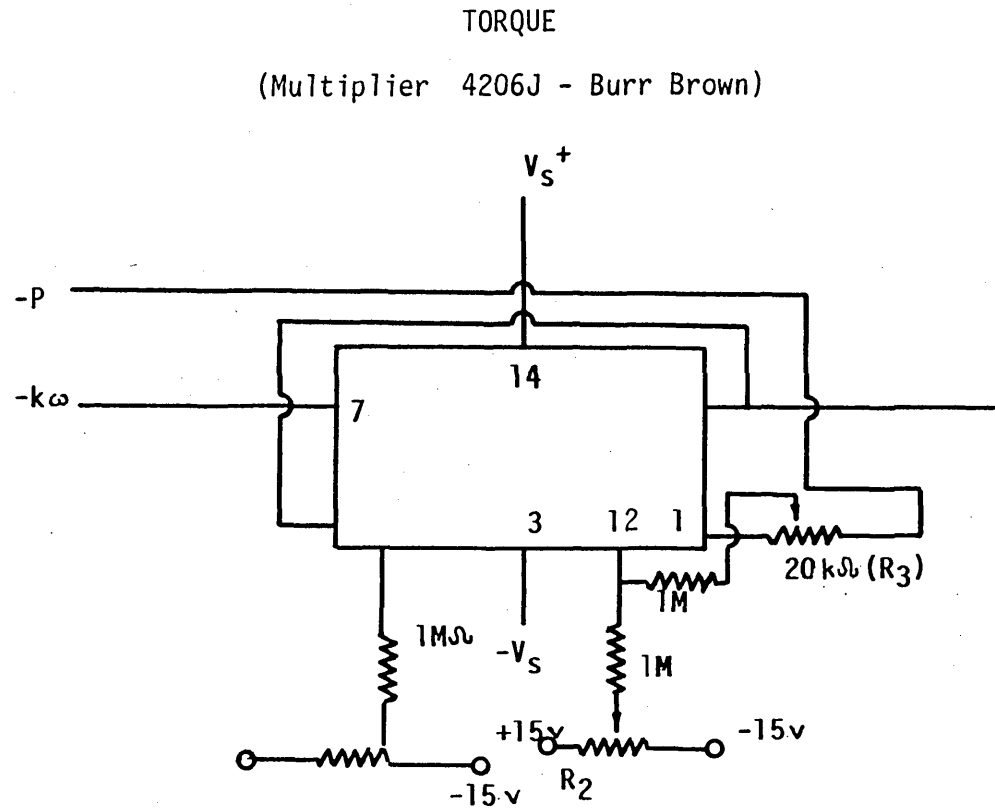 TORQUE
(Multiplier 4206J - Burr Brown)
Vs+
-P
14
-kω
7
3
12
1
20kΩ(R3)
1M
1MΩ
-Vs
1M
+15v
-15v
R2
-15v